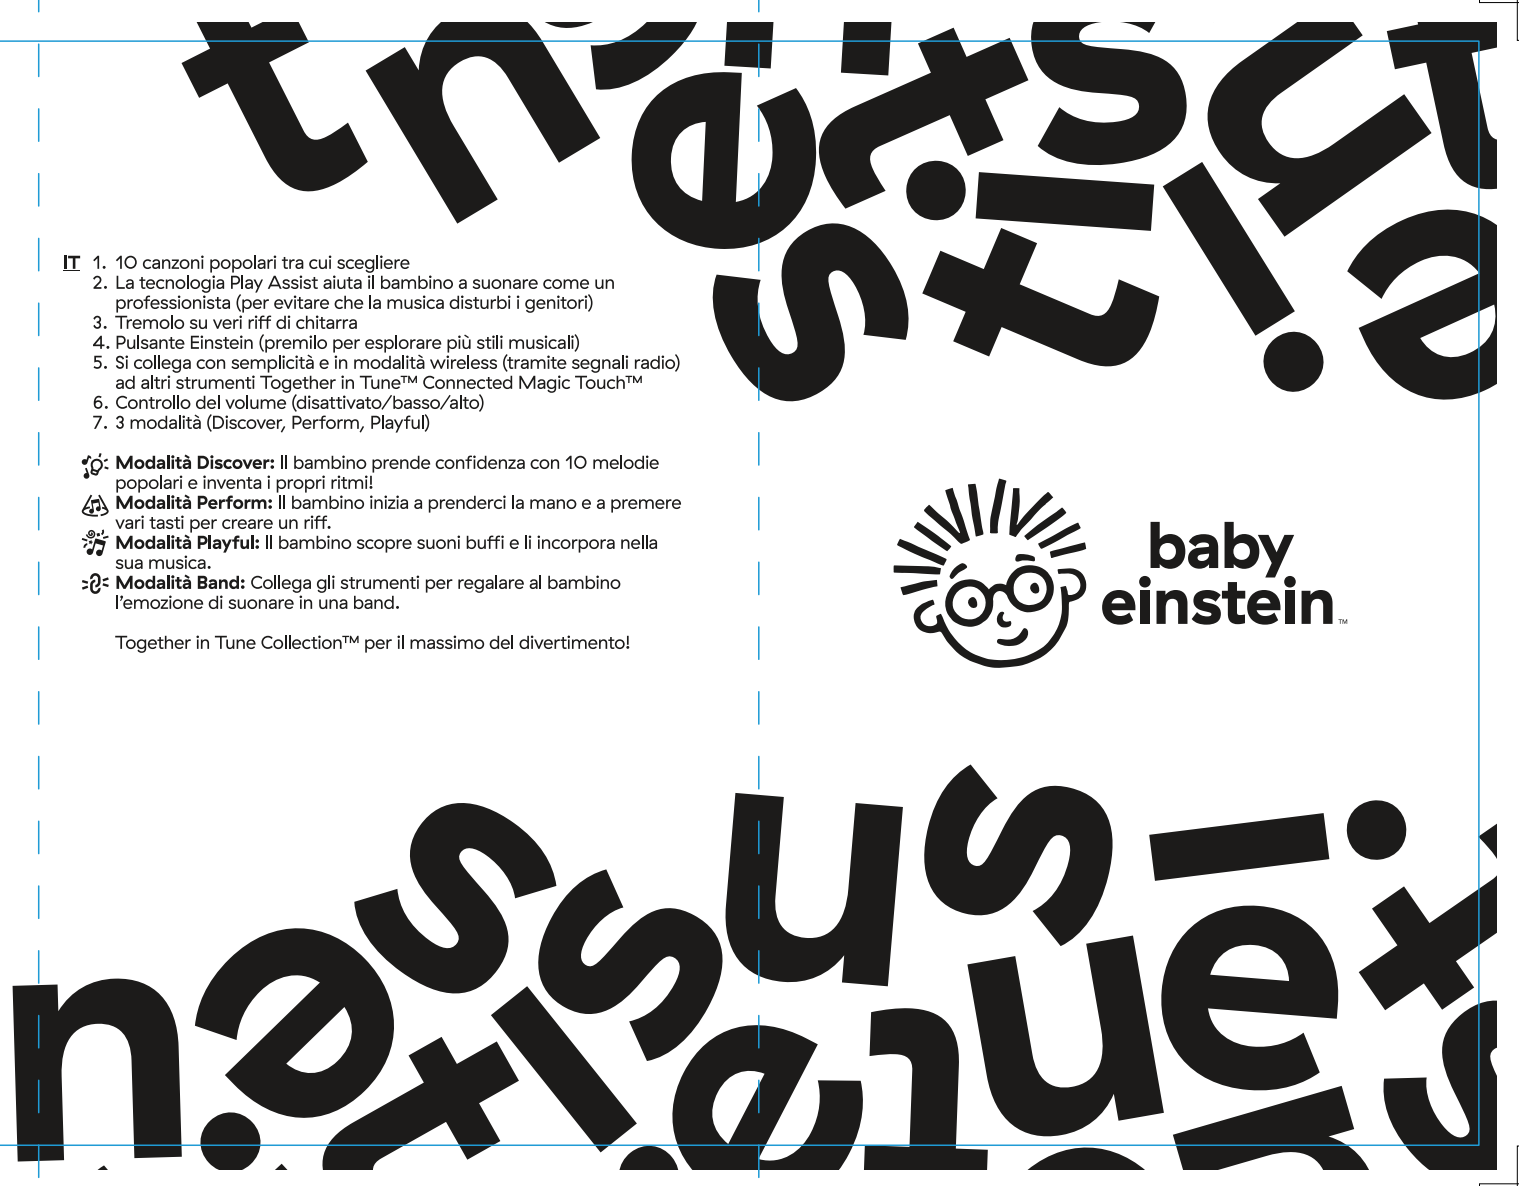 IT 1. 10 canzoni popolari tra cui scegliere
2. La tecnologia Play Assist aiuta il bambino a suonare come un
professionista (per evitare che la musica disturbi i genitori)
3. Tremolo su veri riff di chitarra
4. Pulsante Einstein (premilo per esplorare più stili musicali)
5. Si collega con semplicità e in modalità wireless (tramite segnali radio)
ad altri strumenti Together in Tune™ Connected Magic Touch™
6. Controllo del volume (disattivato/basso/alto)
7. 3 modalità (Discover, Perform, Playful)
Modalità Discover: Il bambino prende confidenza con 10 melodie
popolari e inventa i propri ritmi!
Modalità Perform: Il bambino inizia a prenderci la mano e a premere
vari tasti per creare un riff.
Modalità Playful: Il bambino scopre suoni buffi e li incorpora nella
sua musica.
Modalità Band: Collega gli strumenti per regalare al bambino
l'emozione di suonare in una band.
Together in Tune Collection™ per il massimo del divertimento!
baby
einstein™